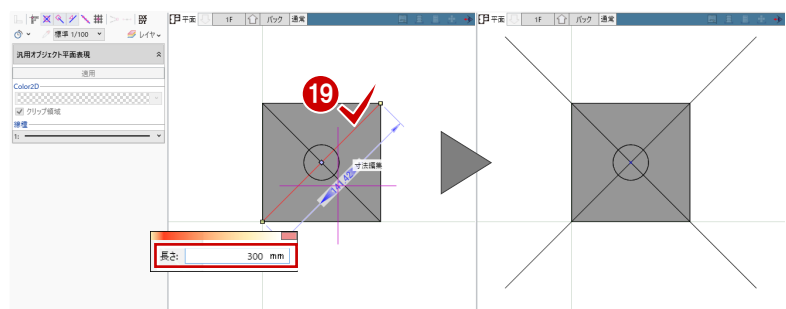 標準 1/100
レイヤ
汎用オブジェクト平面表現
適用
Color2D
クリップ領域
線種
1:
平面
1F
バック
通常
19
寸法編集
長さ:
300 mm
平面
1F
バック
通常